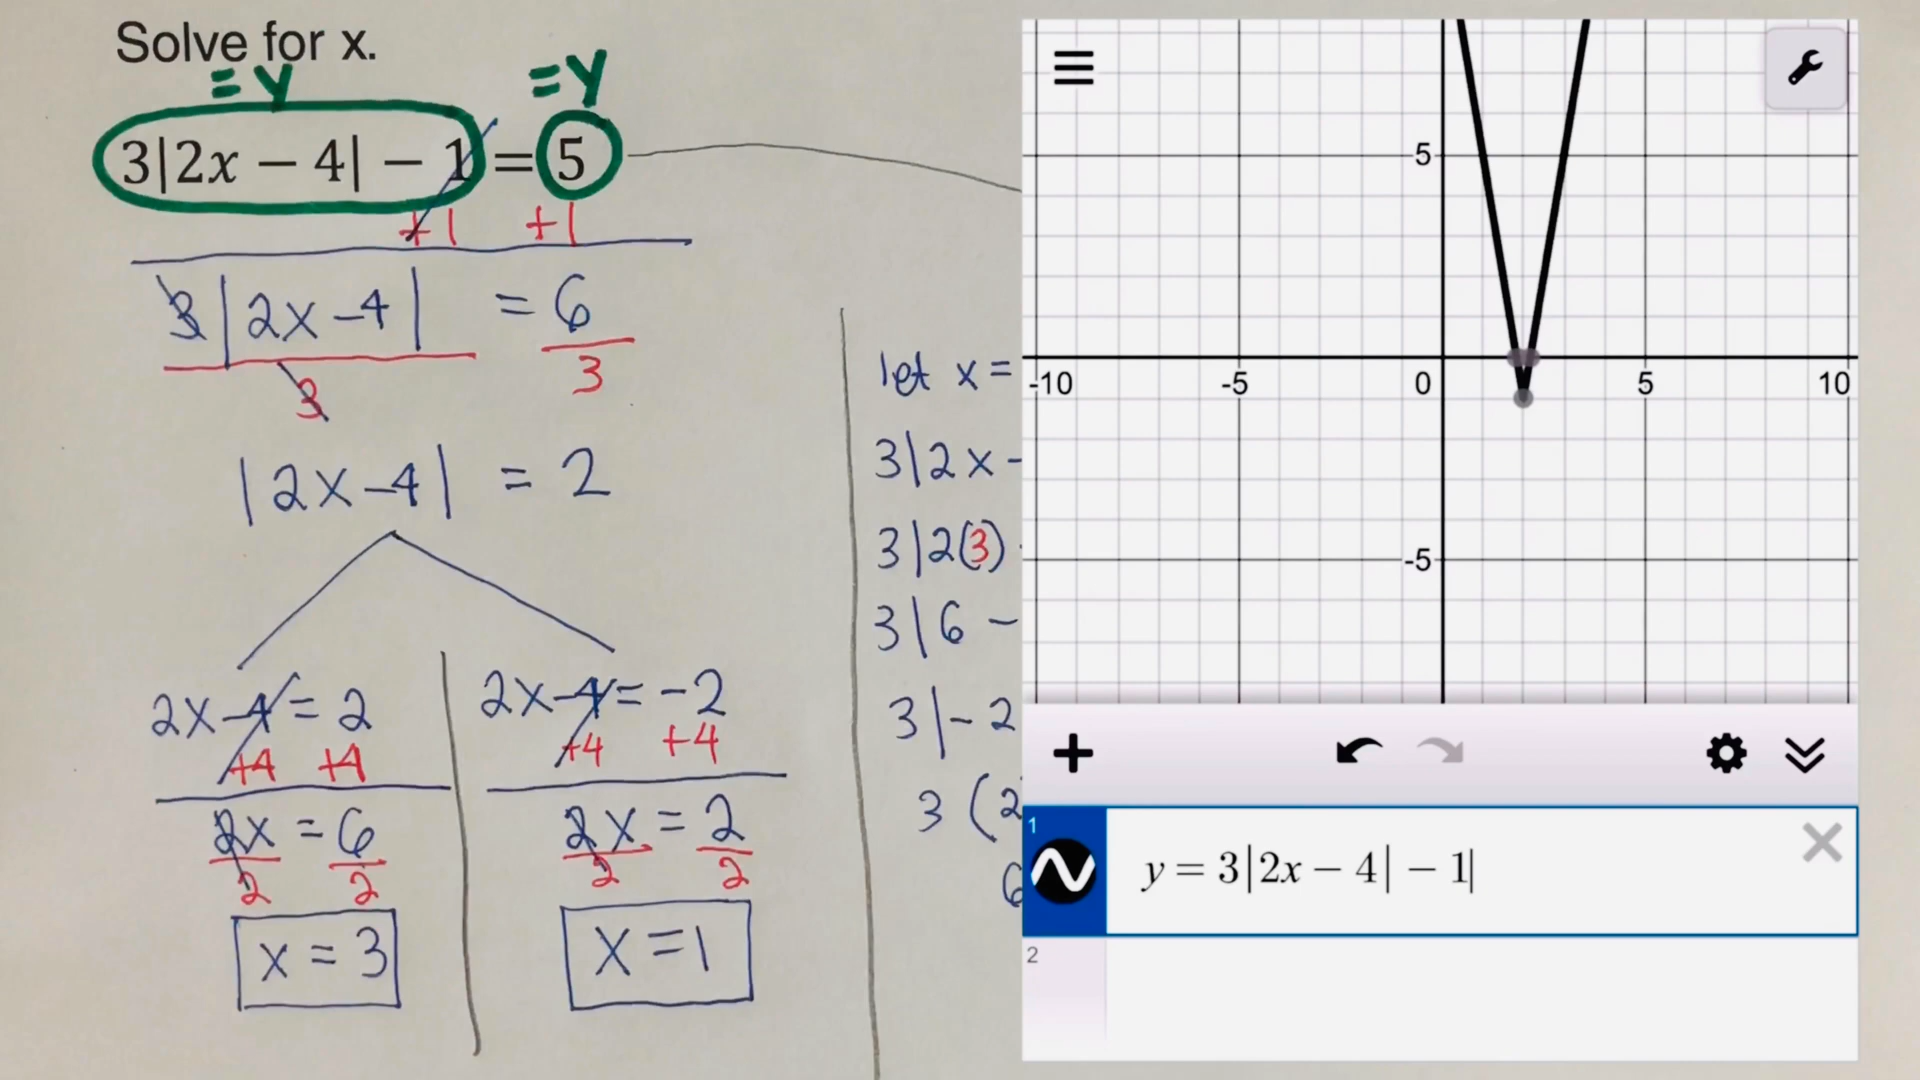 Solve for x.
= y = y
3|2x − 4| − 1 = 5
+1 +1
3|2x−4| = 6
3 3
|2x−4| = 2
2x−4 = 2
+4 +4
2x = 6
2 2
x = 3
2x−4 = −2
+4 +4
2x = 2
2 2
x = 1
let x =
3|2x −
3|2(3)
3|6 −
3|−2
3 (2
6
5
-10 -5 0 5 10
-5
1
y = 3|2x − 4| − 1
2